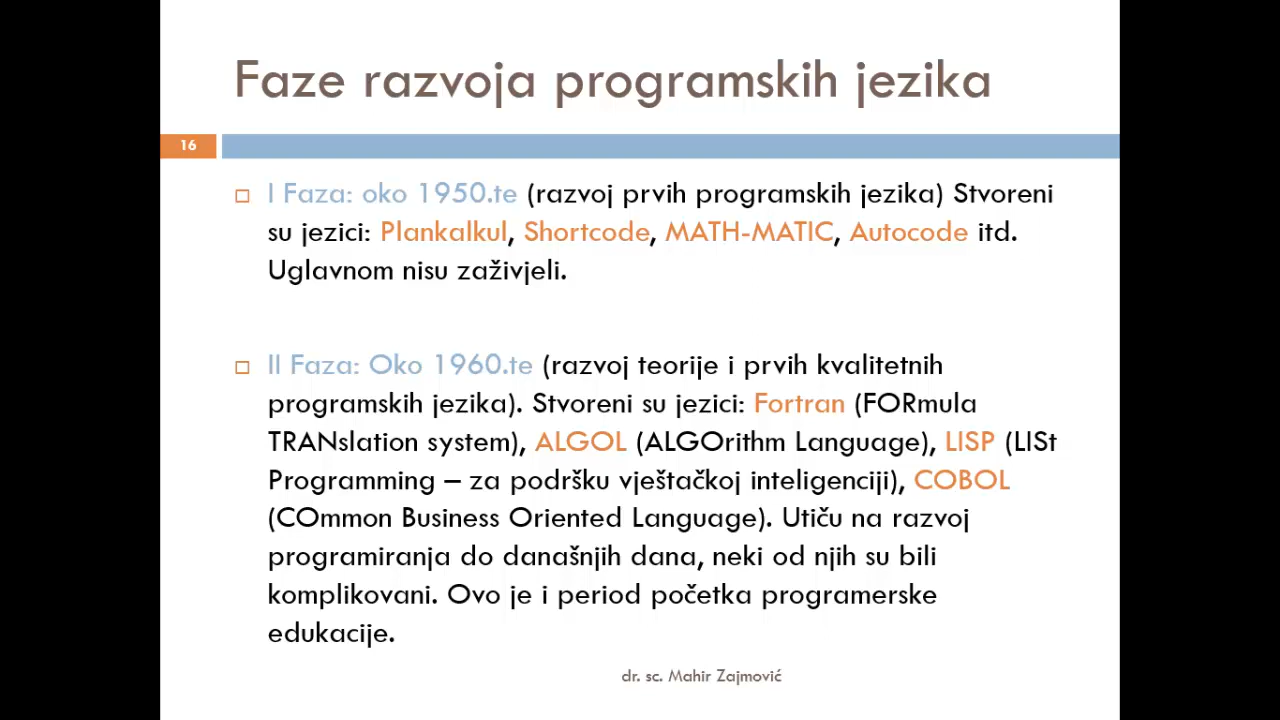 Faze razvoja programskih jezika
16
I Faza: oko 1950.te (razvoj prvih programskih jezika) Stvoreni
su jezici: Plankalkul, Shortcode, MATH-MATIC, Autocode itd.
Uglavnom nisu zaživjeli.
II Faza: Oko 1960.te (razvoj teorije i prvih kvalitetnih
programskih jezika). Stvoreni su jezici: Fortran (FORmula
TRANslation system), ALGOL (ALGOrithm Language), LISP (LISt
Programming – za podršku vještačkoj inteligenciji), COBOL
(COmmon Business Oriented Language). Utiču na razvoj
programiranja do današnjih dana, neki od njih su bili
komplikovani. Ovo je i period početka programerske
edukacije.
dr. sc. Mahir Zajmović